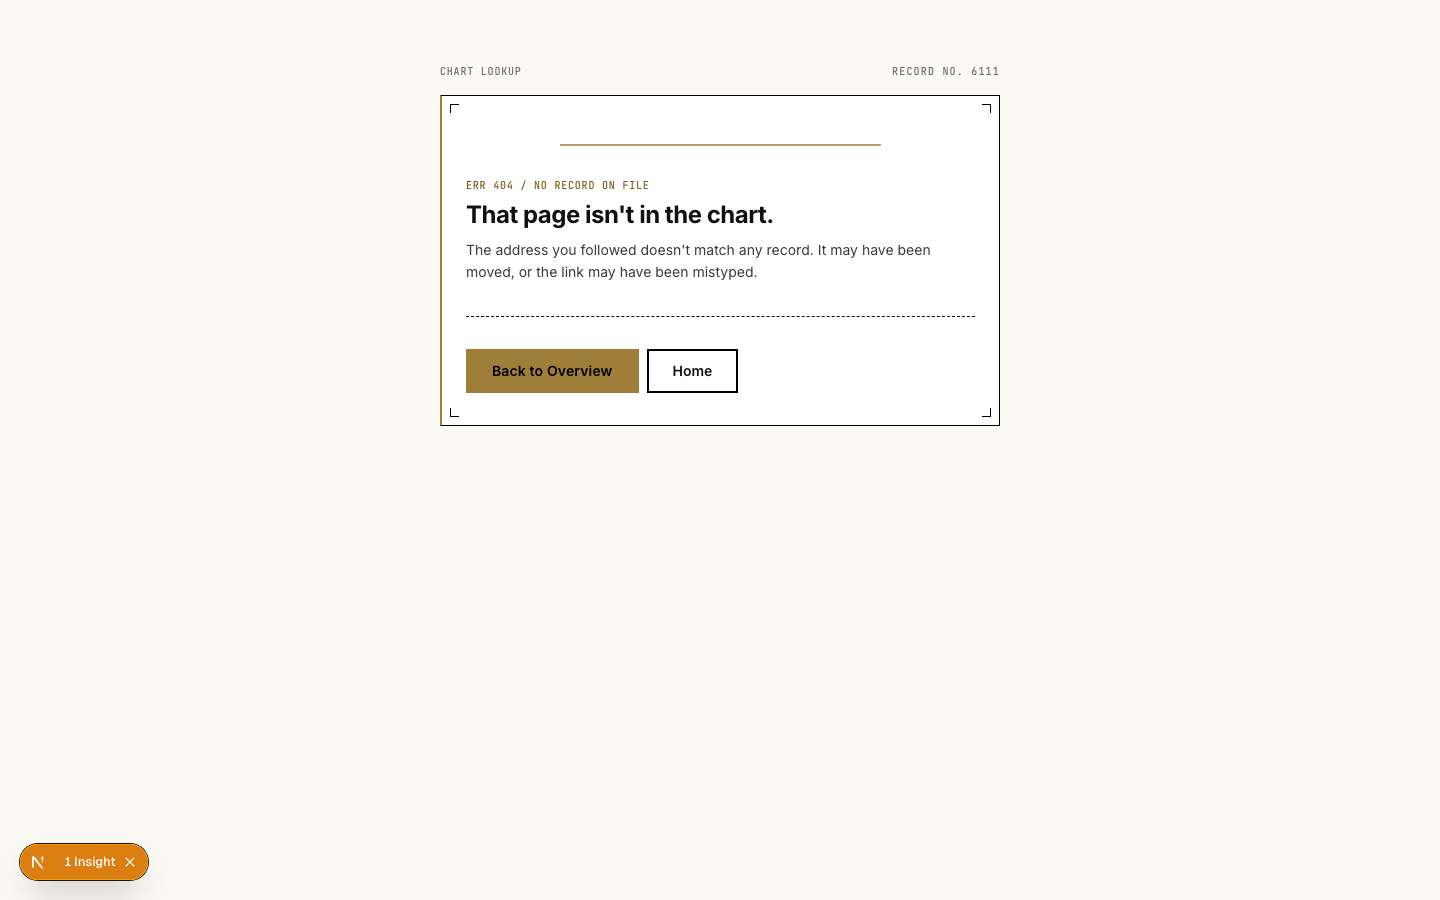 CHART LOOKUP
RECORD NO. 6111
ERR 404 / NO RECORD ON FILE
That page isn't in the chart.
The address you followed doesn't match any record. It may have been
moved, or the link may have been mistyped.
Back to Overview
Home
N
1 Insight